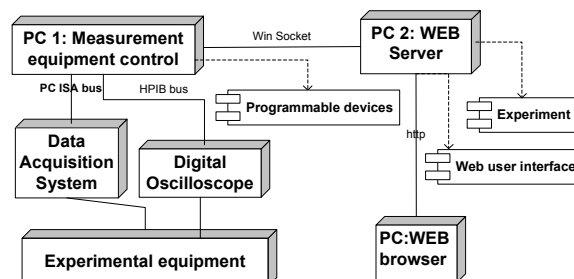 PC 1: Measurement
equipment control
Win Socket
PC 2: WEB
Server
PC ISA bus
HPIB bus
Programmable devices
http
Experiment
Data
Acquisition
System
Digital
Oscilloscope
Web user interface
Experimental equipment
PC:WEB
browser